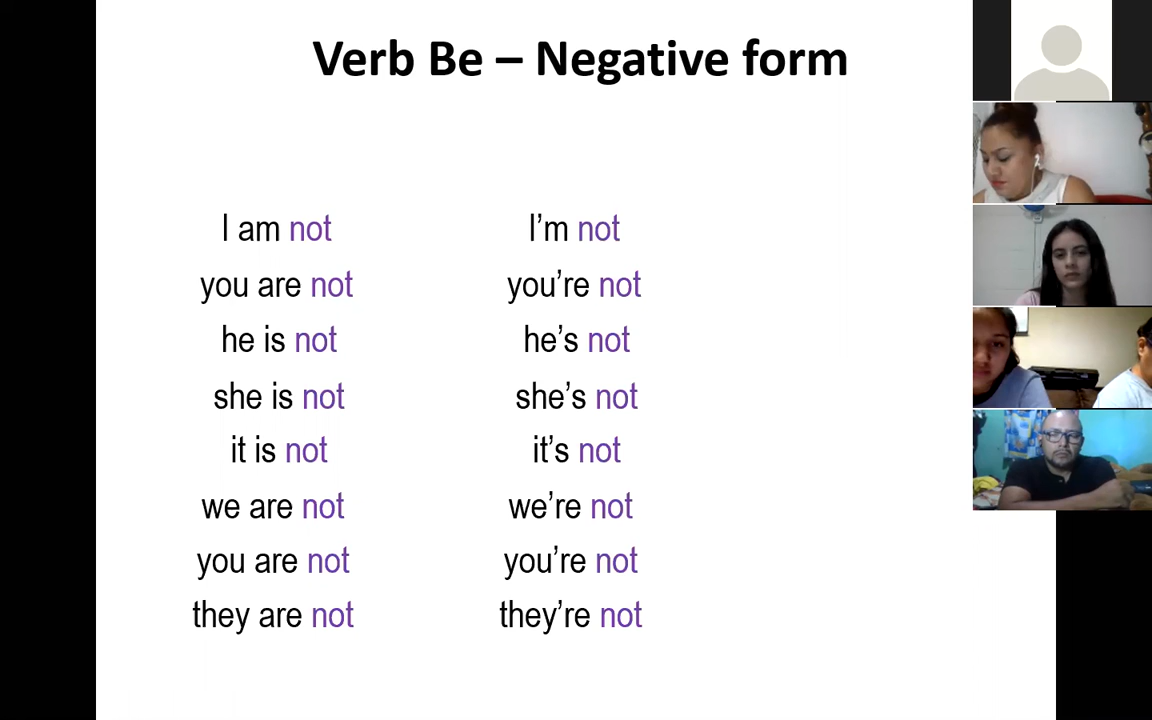 Verb Be – Negative form
I am not
you are not
he is not
she is not
it is not
we are not
you are not
they are not
I’m not
you’re not
he’s not
she’s not
it’s not
we’re not
you’re not
they’re not